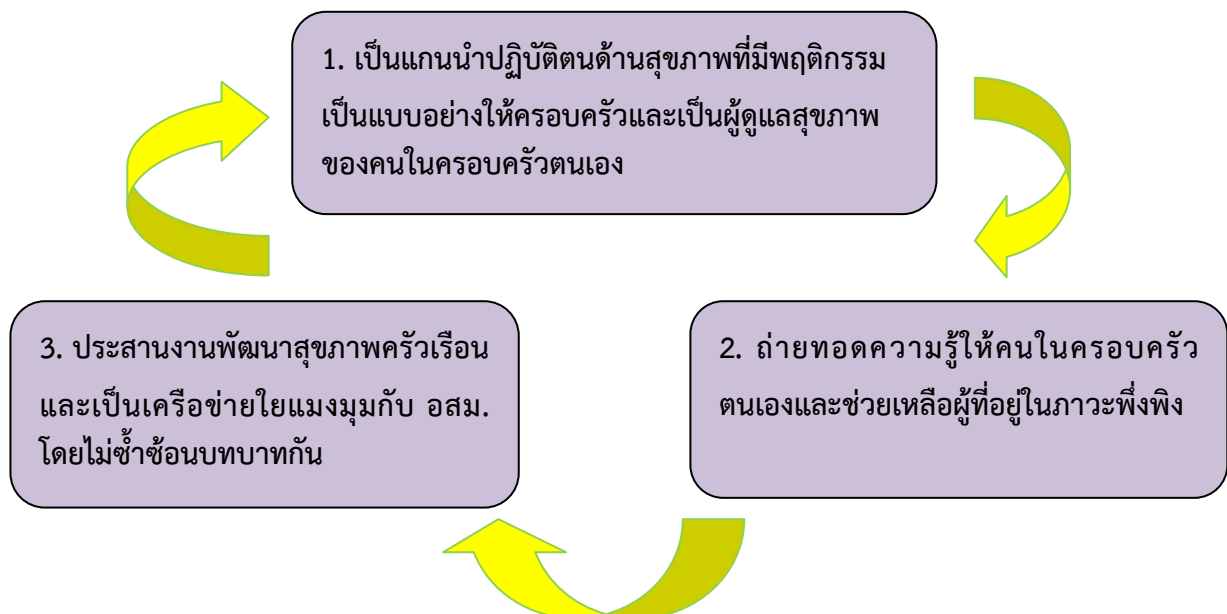 1. เป็นแกนนำปฏิบัติตนด้านสุขภาพที่มีพฤติกรรม
เป็นแบบอย่างให้ครอบครัวและเป็นผู้ดูแลสุขภาพ
ของคนในครอบครัวตนเอง
2. ถ่ายทอดความรู้ให้คนในครอบครัว
ตนเองและช่วยเหลือผู้ที่อยู่ในภาวะพึ่งพิง
3. ประสานงานพัฒนาสุขภาพครัวเรือน
และเป็นเครือข่ายใยแมงมุมกับ อสม.
โดยไม่ซ้ำซ้อนบทบาทกัน